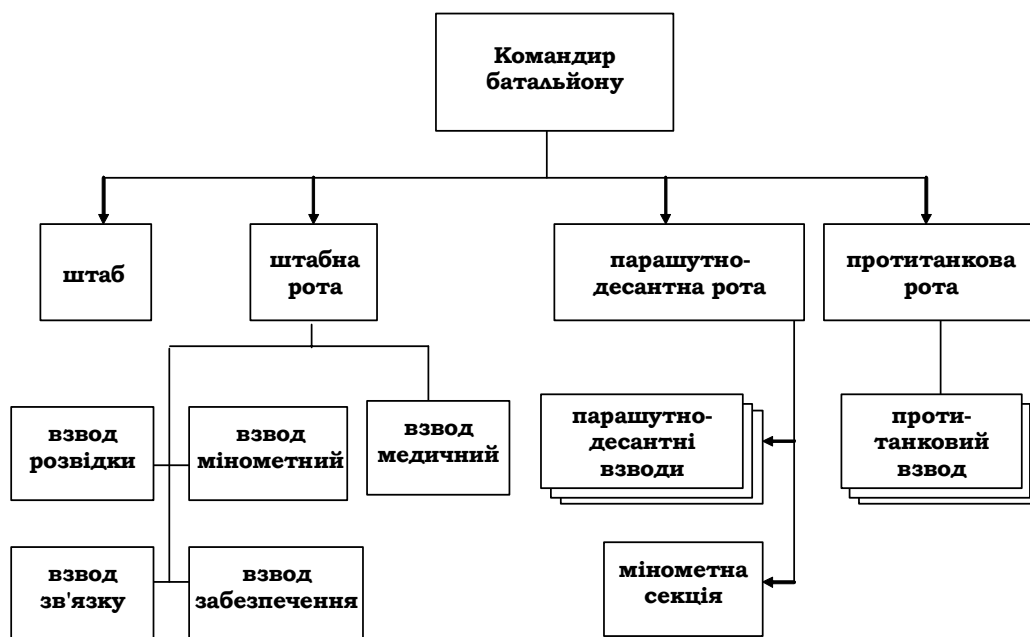 Командир
батальйону
штаб
штабна
рота
парашутно-
десантна рота
протитанкова
рота
взвод
розвідки
взвод
мінометний
взвод
медичний
парашутно-
десантні
взводи
проти-
танковий
взвод
взвод
зв'язку
взвод
забезпечення
мінометна
секція